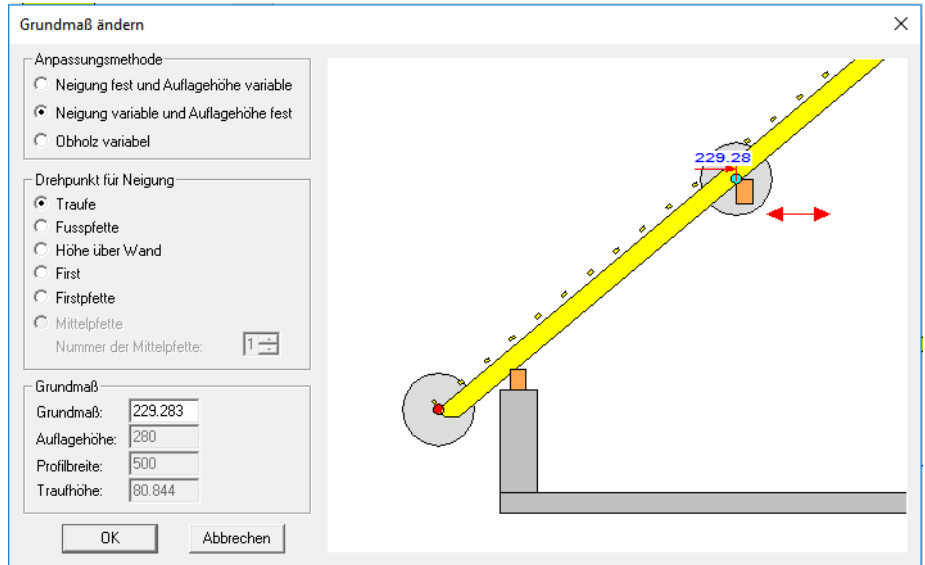 Grundmaß ändern
Anpassungsmethode
Neigung fest und Auflagehöhe variable
Neigung variable und Auflagehöhe fest
Obholz variabel
Drehpunkt für Neigung
Traufe
Fusspfette
Höhe über Wand
First
Firstpfette
Mittelpfette
Nummer der Mittelpfette: 1
Grundmaß
Grundmaß: 229.283
Auflagehöhe: 280
Profilbreite: 500
Traufhöhe: 80.844
OK Abbrechen
229.28